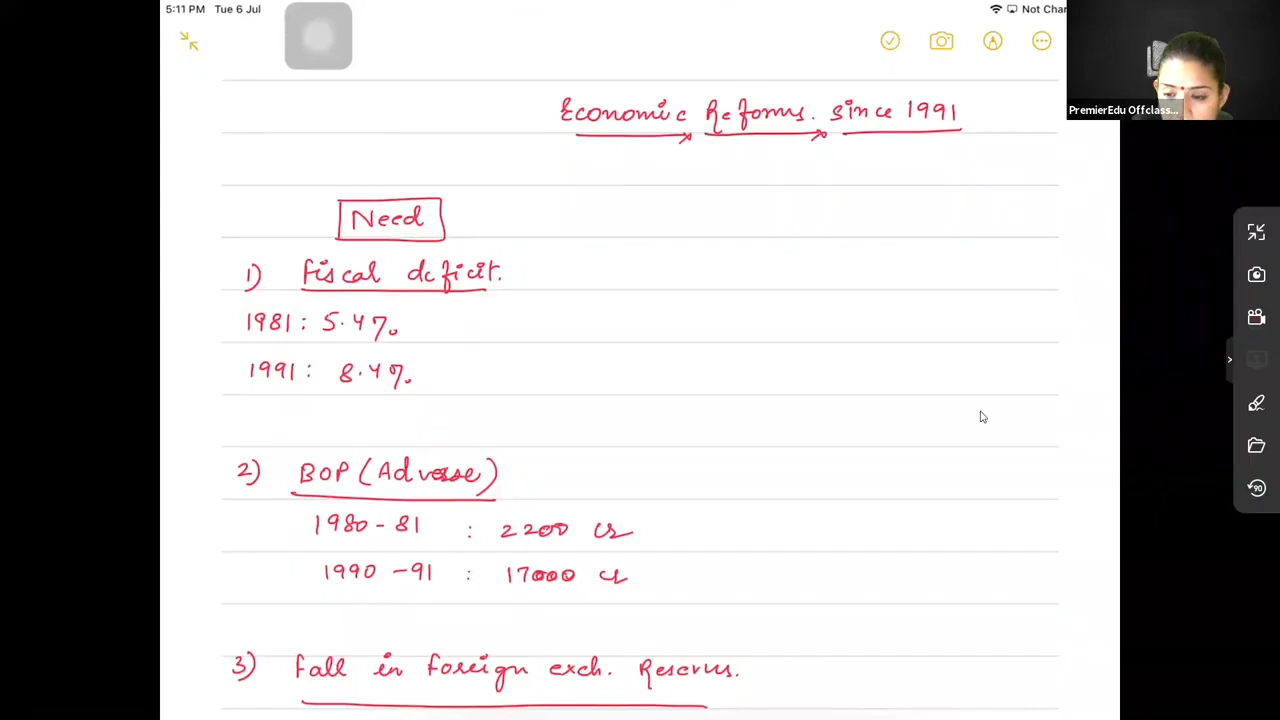 5:11 PM Tue 6 Jul
Not Char
PremierEdu Offclass...
Economic Reforms. since 1991
Need
1) fiscal deficit.
1981 : 5.4%
1991 : 8.4%
2) BOP (Adverse)
1980-81 : 2200 cr
1990-91 : 17000 cr
3) fall in foreign exch. Reserves.
90